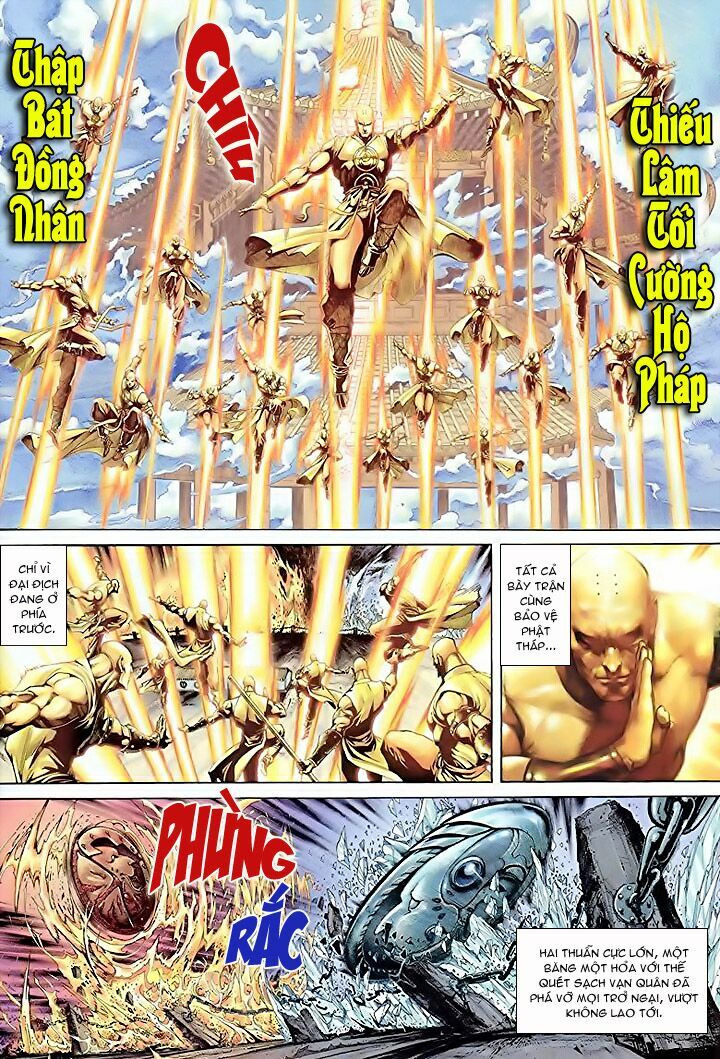 Thập
Bát
Đồng
Nhân
CHÍU
Thiếu
Lâm
Tối
Cường
Hộ
Pháp
CHỈ VÌ
ĐẠI ĐỊCH
ĐANG Ở
PHÍA
TRƯỚC.
TẤT CẢ
BÀY TRẬN
CÙNG
BẢO VỆ
PHẬT
THÁP...
PHỪNG
RẮC
HAI THUẪN CỰC LỚN, MỘT
BĂNG MỘT HỎA VỚI THẾ
QUÉT SẠCH VẠN QUÂN ĐÃ
PHÁ VỠ MỌI TRỞ NGẠI, VƯỢT
KHÔNG LAO TỚI.